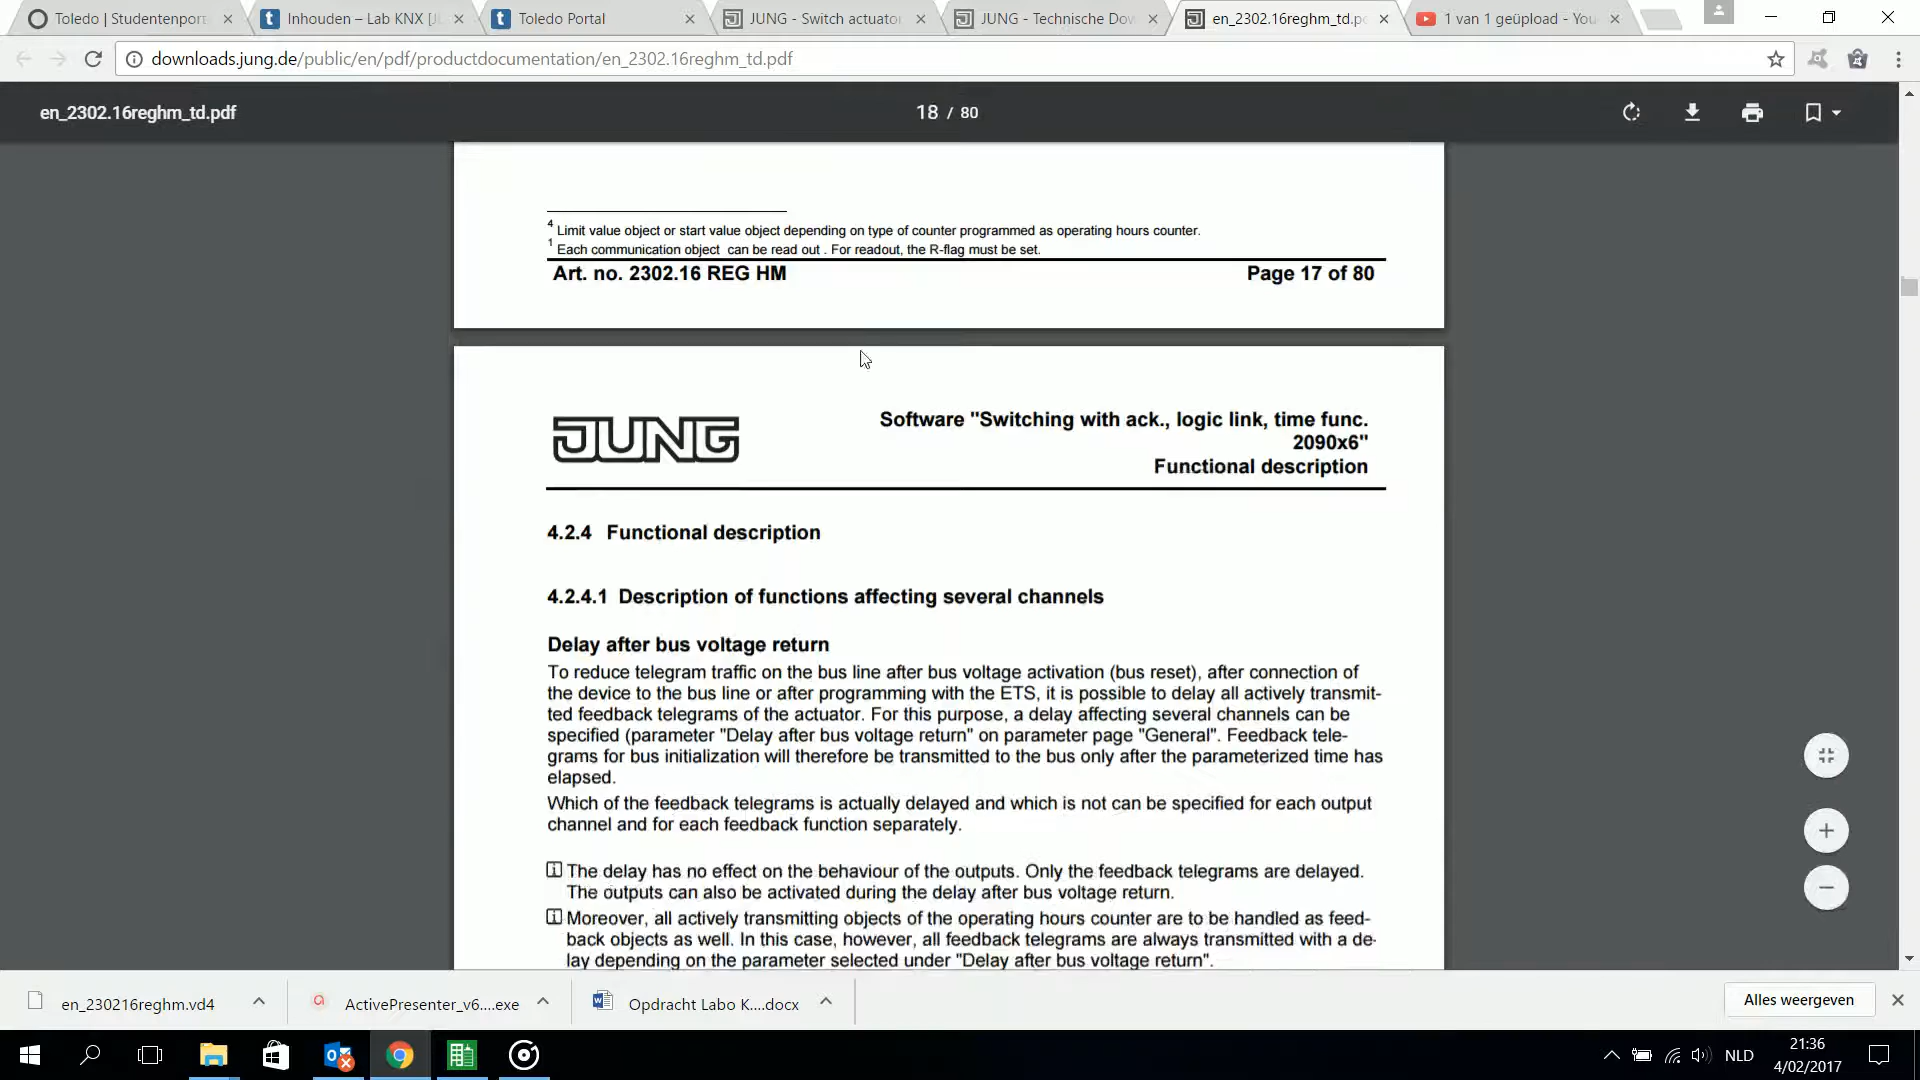 Toledo | Studentenport
Inhouden – Lab KNX [J
Toledo Portal
JUNG - Switch actuato
JUNG - Technische Dow
en_2302.16reghm_td.p
1 van 1 geüpload - You
downloads.jung.de/public/en/pdf/productdocumentation/en_2302.16reghm_td.pdf
en_2302.16reghm_td.pdf
18 / 80
4 Limit value object or start value object depending on type of counter programmed as operating hours counter.
1 Each communication object can be read out . For readout, the R-flag must be set.
Art. no. 2302.16 REG HM
Page 17 of 80
JUNG
Software "Switching with ack., logic link, time func.
2090x6"
Functional description
4.2.4 Functional description
4.2.4.1 Description of functions affecting several channels
Delay after bus voltage return
To reduce telegram traffic on the bus line after bus voltage activation (bus reset), after connection of
the device to the bus line or after programming with the ETS, it is possible to delay all actively transmit-
ted feedback telegrams of the actuator. For this purpose, a delay affecting several channels can be
specified (parameter "Delay after bus voltage return" on parameter page "General". Feedback tele-
grams for bus initialization will therefore be transmitted to the bus only after the parameterized time has
elapsed.
Which of the feedback telegrams is actually delayed and which is not can be specified for each output
channel and for each feedback function separately.
i The delay has no effect on the behaviour of the outputs. Only the feedback telegrams are delayed.
The outputs can also be activated during the delay after bus voltage return.
i Moreover, all actively transmitting objects of the operating hours counter are to be handled as feed-
back objects as well. In this case, however, all feedback telegrams are always transmitted with a de-
lay depending on the parameter selected under "Delay after bus voltage return".
en_230216reghm.vd4
ActivePresenter_v6....exe
Opdracht Labo K....docx
Alles weergeven
NLD
21:36
4/02/2017